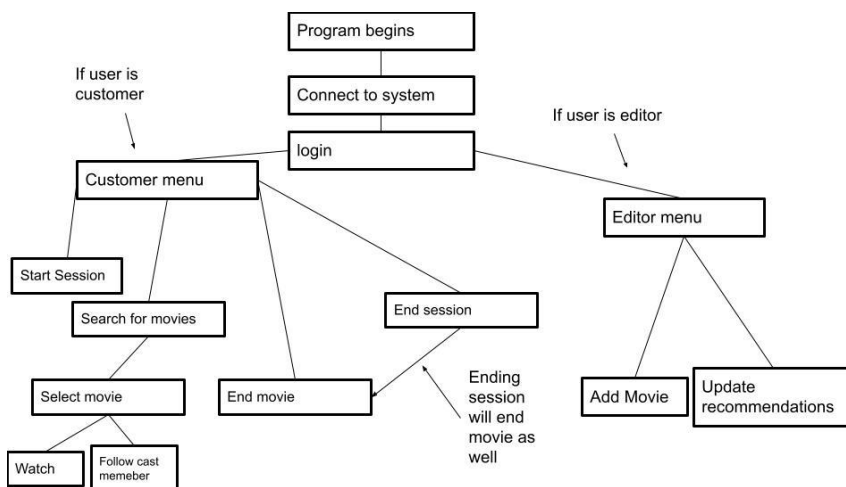 Program begins
If user is
customer
Connect to system
If user is editor
login
Customer menu
Editor menu
Start Session
Search for movies
End session
Select movie
End movie
Ending
session
will end
movie as
well
Add Movie
Update
recommendations
Watch
Follow cast
memeber